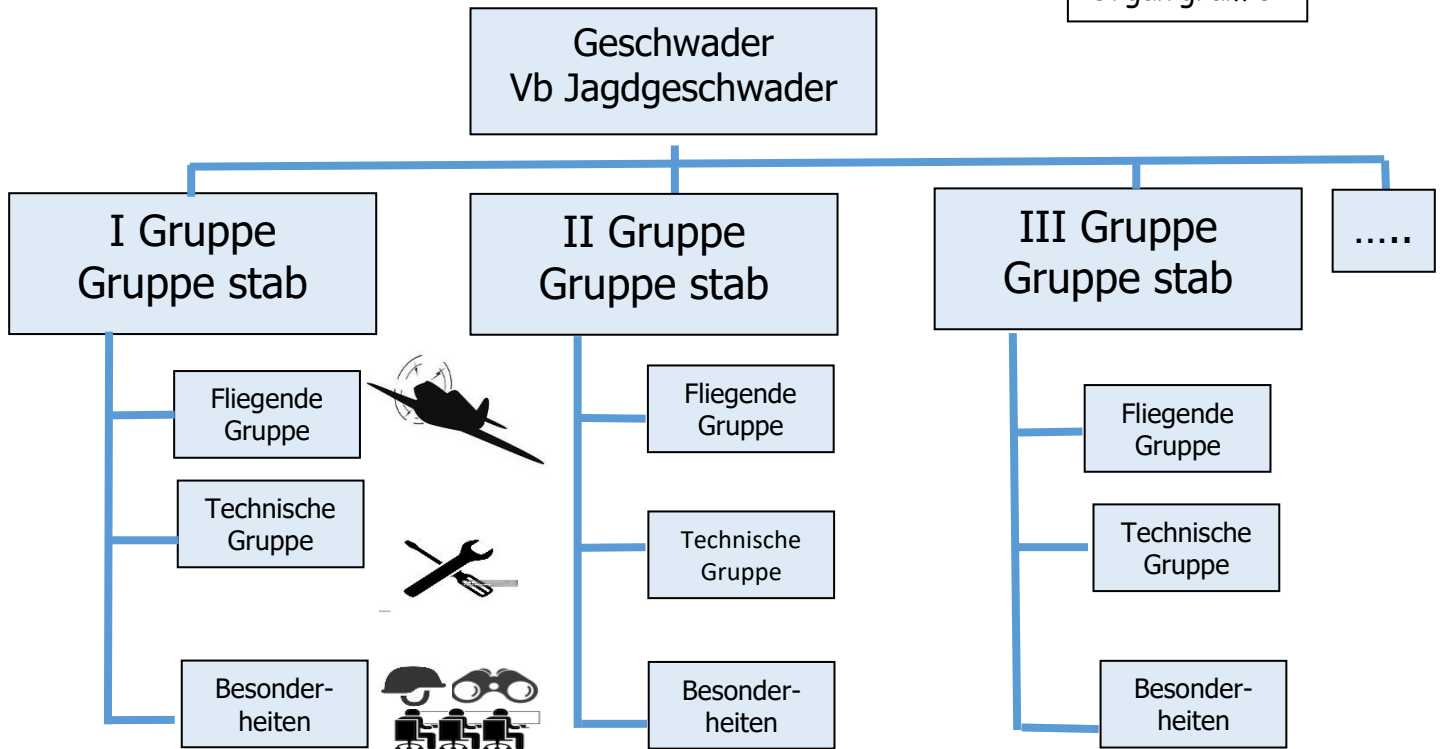 Geschwader
Vb Jagdgeschwader
I Gruppe
Gruppe stab
II Gruppe
Gruppe stab
III Gruppe
Gruppe stab
.....
Fliegende
Gruppe
Fliegende
Gruppe
Fliegende
Gruppe
Technische
Gruppe
Technische
Gruppe
Technische
Gruppe
Besonder-
heiten
Besonder-
heiten
Besonder-
heiten